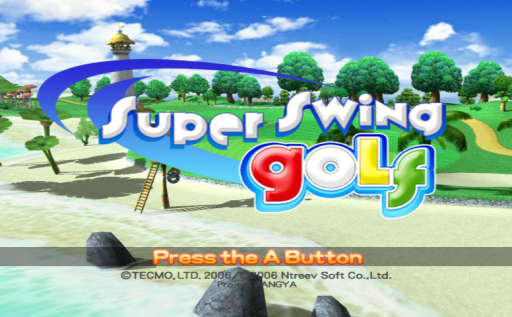 Super Swing
golf
Press the A Button
©TECMO,LTD. 2006/©2006 Ntreev Soft Co.,Ltd.